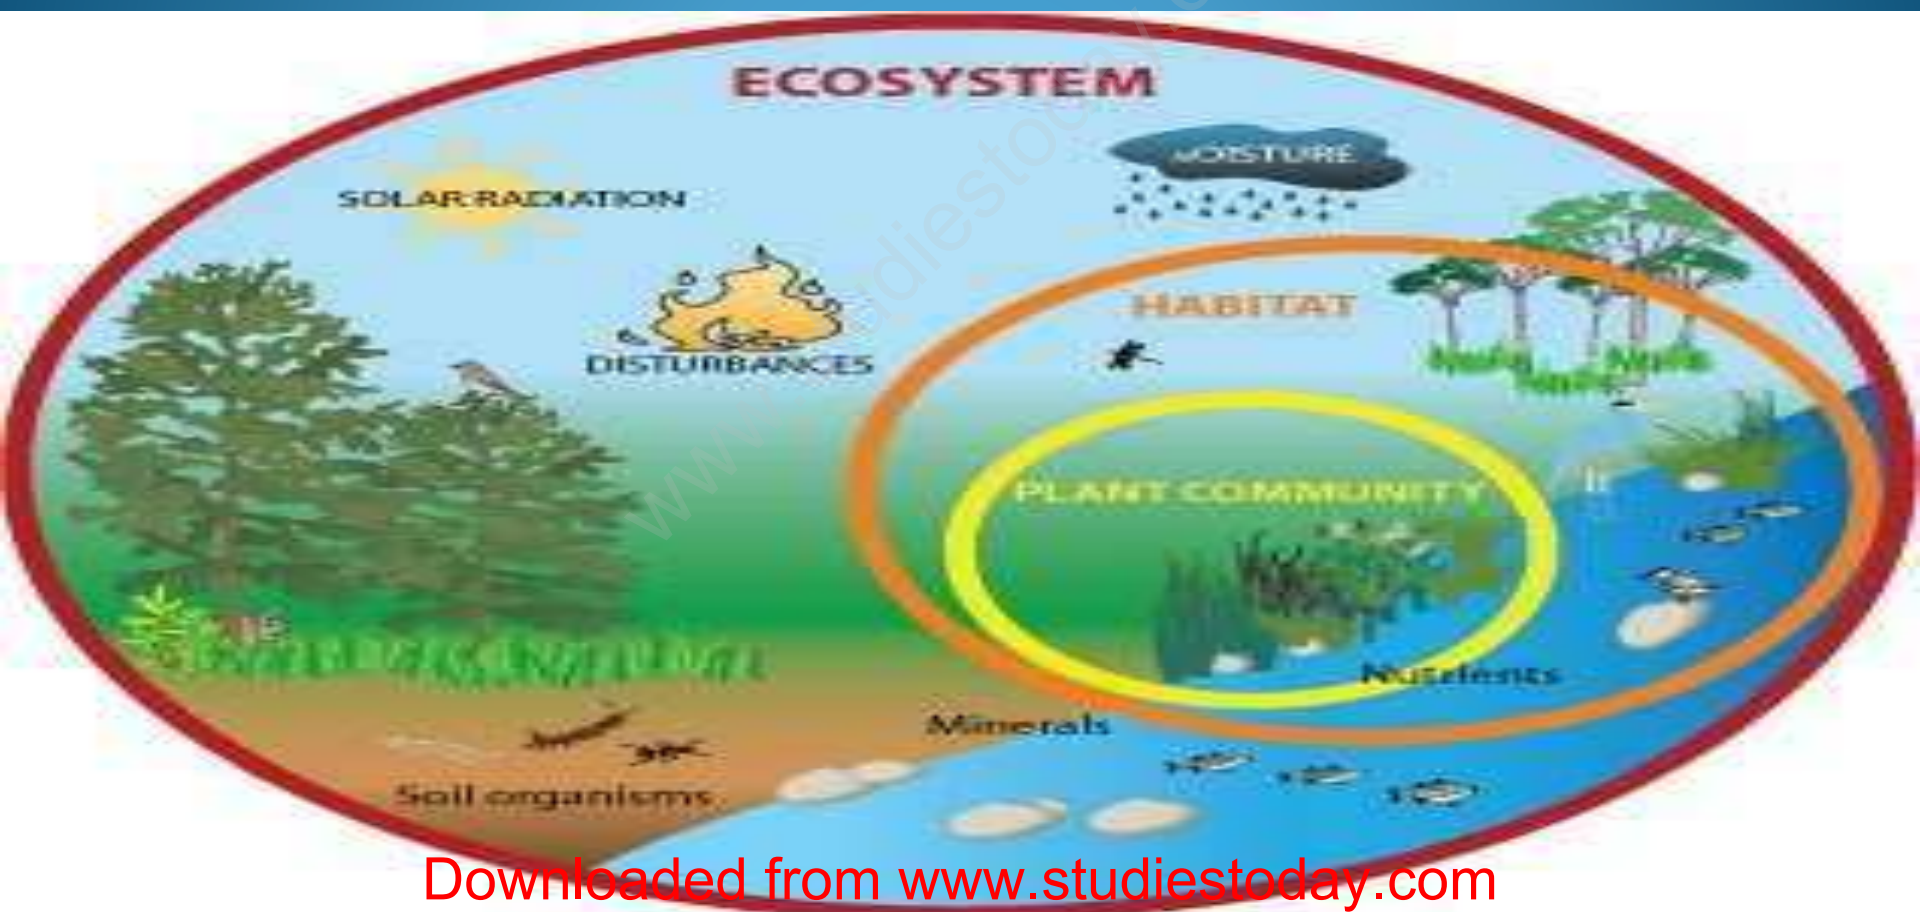 ECOSYSTEM
MOISTURE
SOLAR RADIATION
HABITAT
DISTURBANCES
PLANT COMMUNITY
Nutrients
Minerals
Soil organisms
Downloaded from www.studiestoday.com